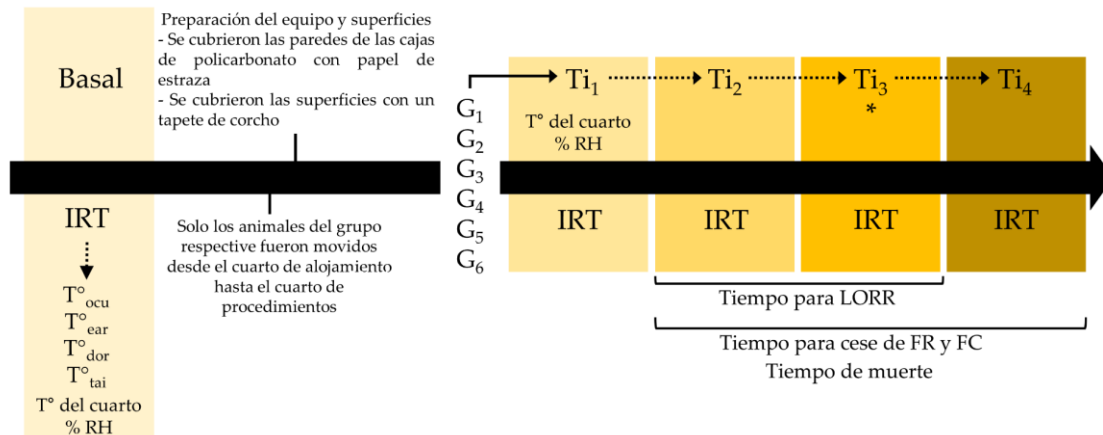 Basal
Preparación del equipo y superficies
- Se cubrieron las paredes de las cajas
de policarbonato con papel de
estraza
- Se cubrieron las superficies con un
tapete de corcho
IRT
T°ocu
T°ear
T°dor
T°tai
T° del cuarto
% RH
Solo los animales del grupo
respective fueron movidos
desde el cuarto de alojamiento
hasta el cuarto de
procedimientos
G1
G2
G3
G4
G5
G6
Ti1 Ti2 Ti3 Ti4
*
T° del cuarto
% RH
IRT IRT IRT IRT
Tiempo para LORR
Tiempo para cese de FR y FC
Tiempo de muerte